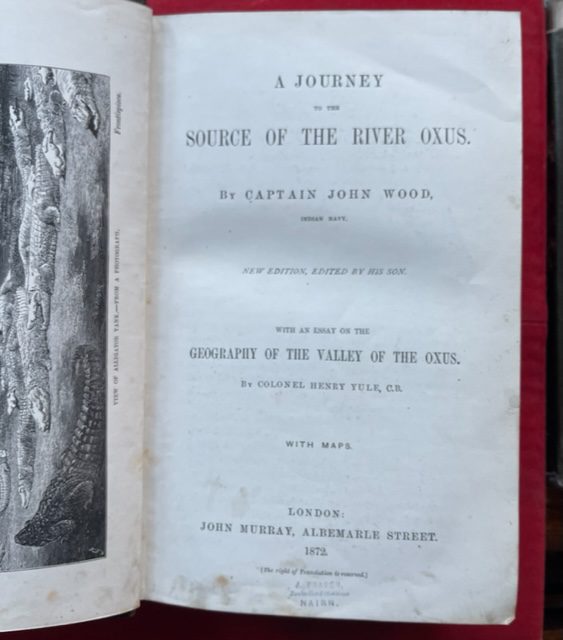 Frontispiece.
VIEW OF ALLIGATOR TANK,—FROM A PHOTOGRAPH.
A JOURNEY
TO THE
SOURCE OF THE RIVER OXUS.
BY CAPTAIN JOHN WOOD,
INDIAN NAVY.
NEW EDITION, EDITED BY HIS SON.
WITH AN ESSAY ON THE
GEOGRAPHY OF THE VALLEY OF THE OXUS.
BY COLONEL HENRY YULE, C.B.
WITH MAPS.
LONDON:
JOHN MURRAY, ALBEMARLE STREET.
1872.
[The right of Translation is reserved.]
NAIRN.